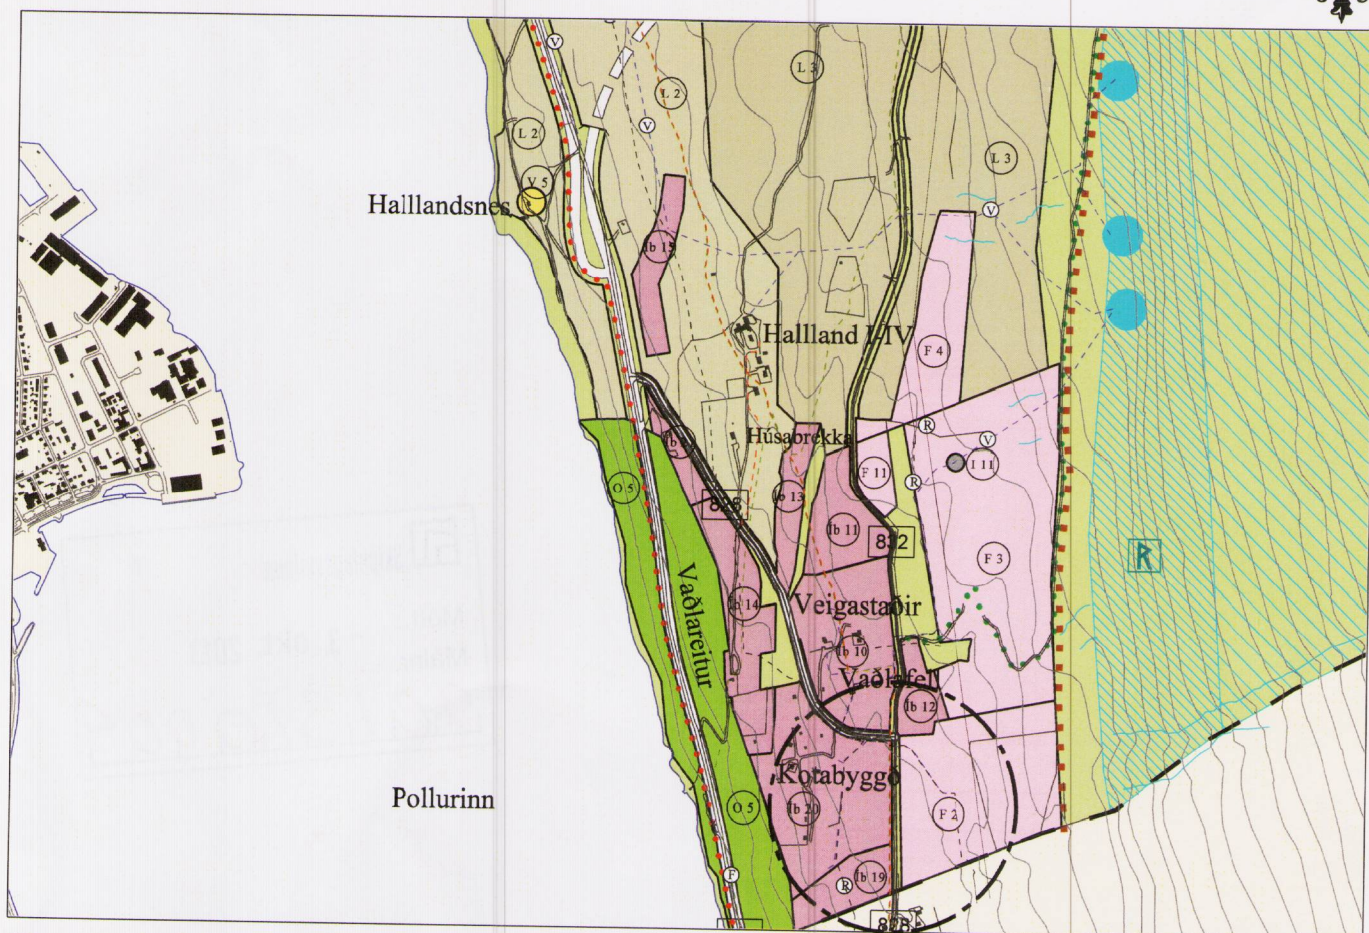 V
L 2
L 3
L 2
V
L 3
V 5
Halllandsnes
V
Íb 15
Hallland I-IV
F 4
R
Húsabrekka
V
I 11
F 11
O 5
828
Íb 13
R
Íb 11
832
F 3
R
Vaðlareitur
Íb 14
Veigastaðir
Íb 10
Vaðlafell
Íb 12
Kotabyggð
Pollurinn
O 5
Íb 20
F 2
F
R
Íb 19
828